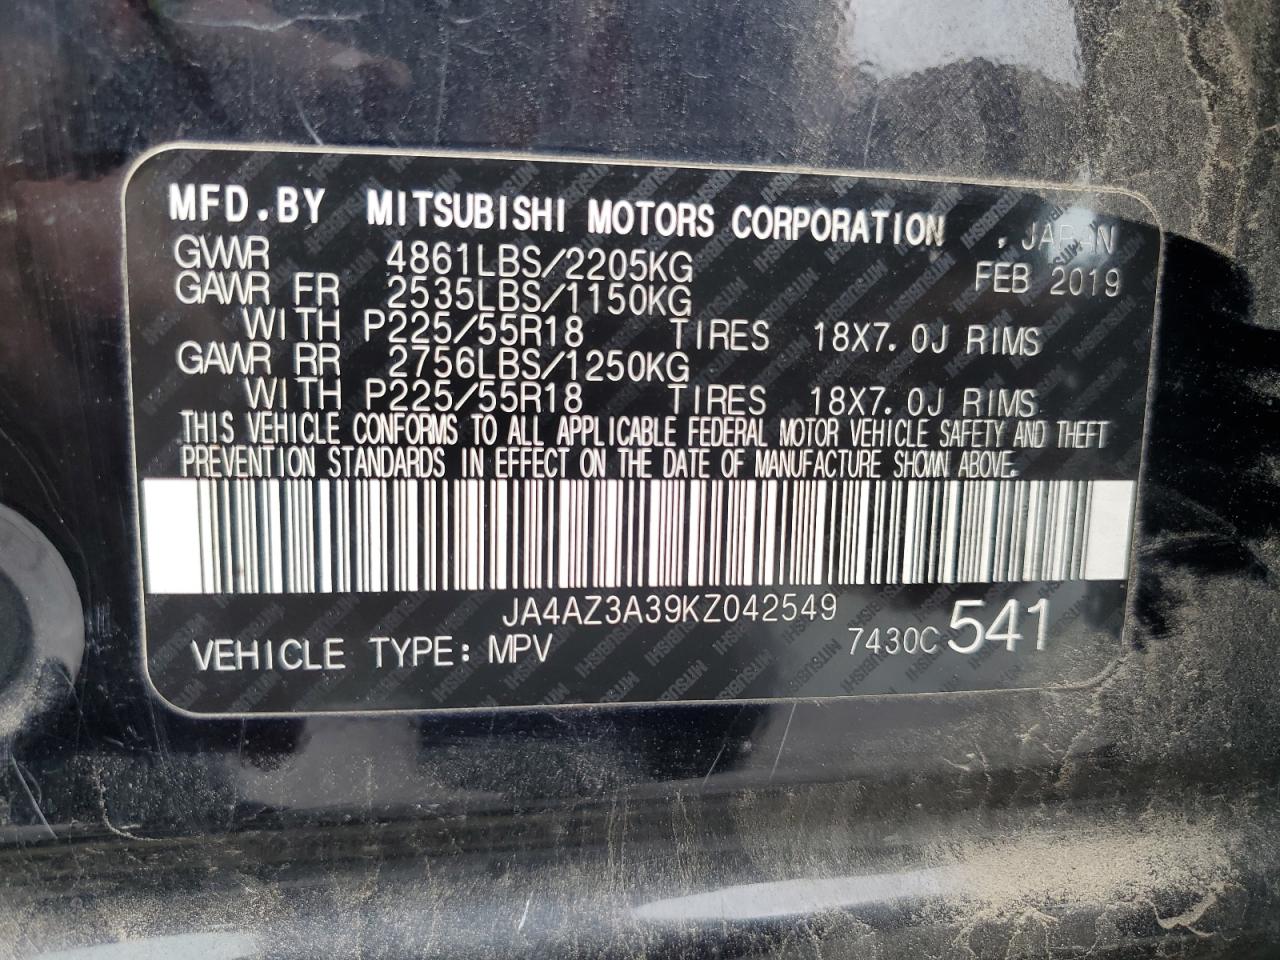 MFD.BY MITSUBISHI MOTORS CORPORATION , JAPAN
GVWR 4861LBS/2205KG FEB 2019
GAWR FR 2535LBS/1150KG
WITH P225/55R18 TIRES 18X7.0J RIMS
GAWR RR 2756LBS/1250KG
WITH P225/55R18 TIRES 18X7.0J RIMS
THIS VEHICLE CONFORMS TO ALL APPLICABLE FEDERAL MOTOR VEHICLE SAFETY AND THEFT
PREVENTION STANDARDS IN EFFECT ON THE DATE OF MANUFACTURE SHOWN ABOVE.
JA4AZ3A39KZ042549
VEHICLE TYPE: MPV 7430C 541